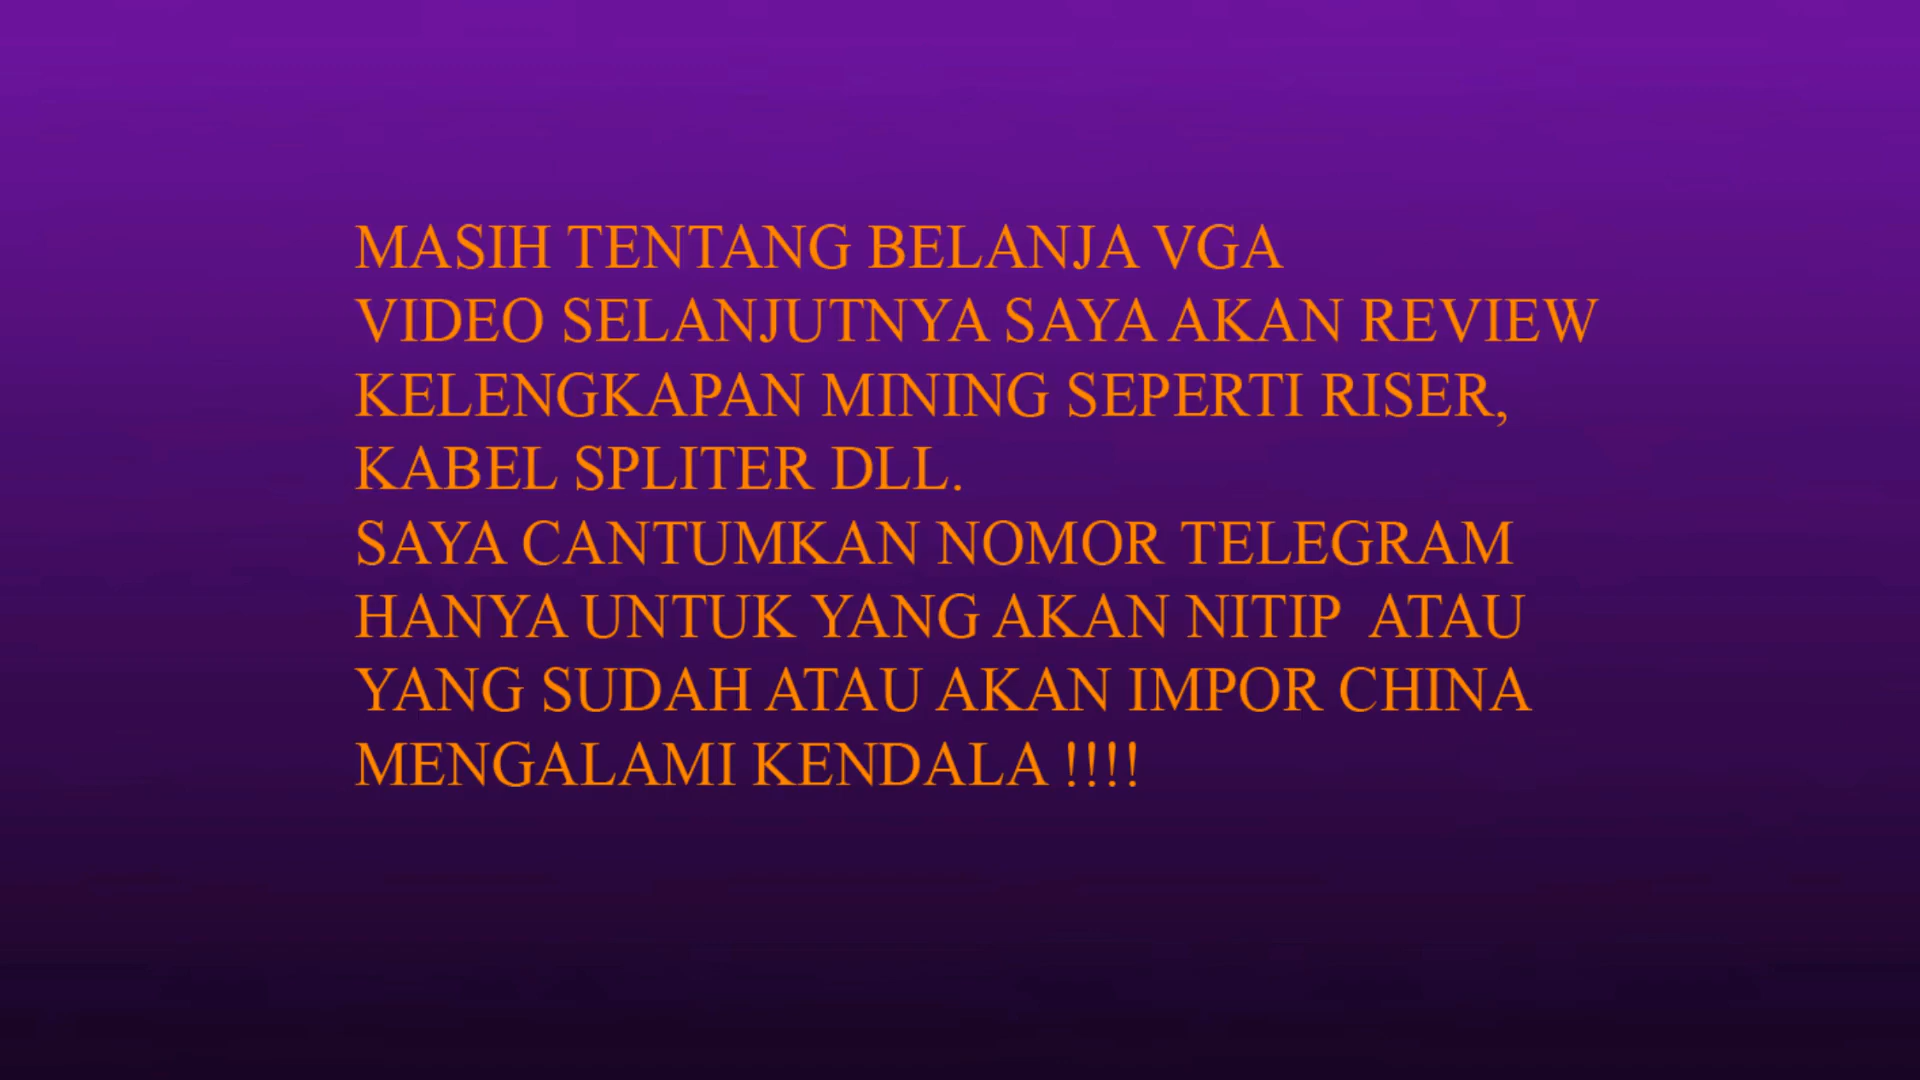 MASIH TENTANG BELANJA VGA
VIDEO SELANJUTNYA SAYA AKAN REVIEW
KELENGKAPAN MINING SEPERTI RISER,
KABEL SPLITER DLL.
SAYA CANTUMKAN NOMOR TELEGRAM
HANYA UNTUK YANG AKAN NITIP  ATAU
YANG SUDAH ATAU AKAN IMPOR CHINA
MENGALAMI KENDALA !!!!